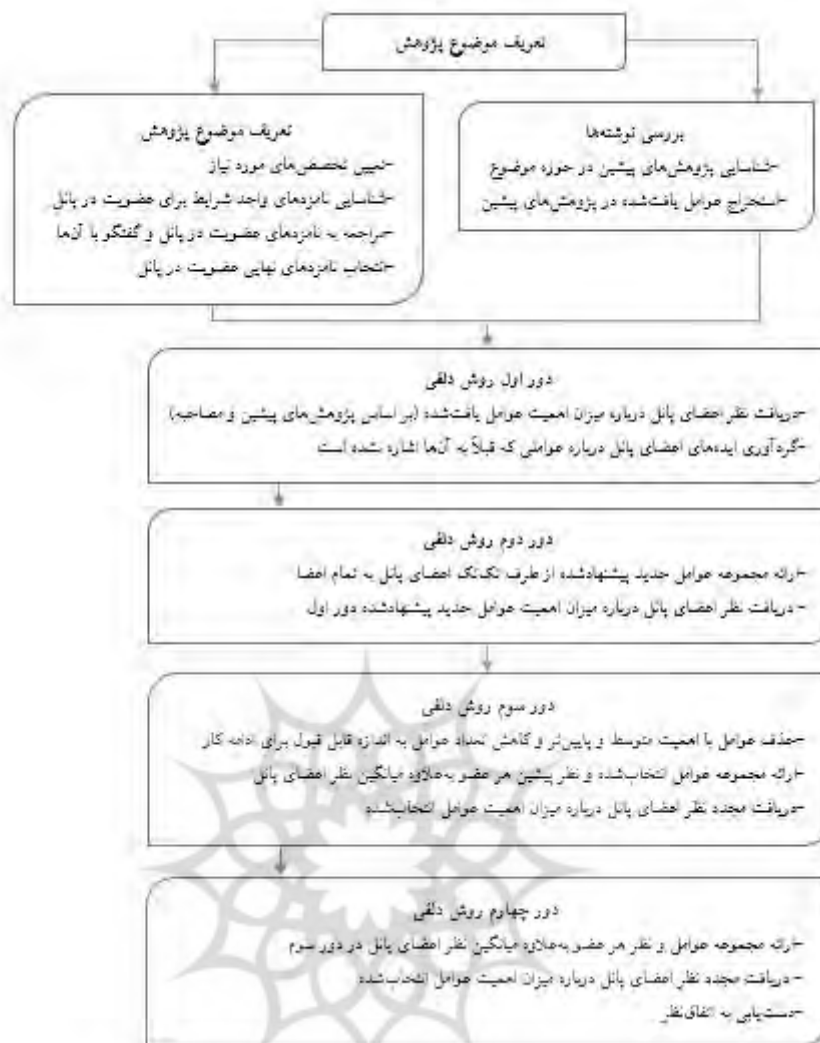 تعریف موضوع پژوهش
بررسی نوشته‌ها
-شناسایی پژوهش‌های پیشین در حوزه موضوع
-استخراج عوامل یافت‌شده در پژوهش‌های پیشین
تعریف موضوع پژوهش
-تعیین تخصص‌های مورد نیاز
-شناسایی نامزدهای واجد شرایط برای عضویت در پانل
-مراجعه به نامزدهای عضویت در پانل و گفتگو با آن‌ها
-انتخاب نامزدهای نهایی عضویت در پانل
دور اول روش دلفی
-دریافت نظر اعضای پانل درباره میزان اهمیت عوامل یافت‌شده (بر اساس پژوهش‌های پیشین و مصاحبه)
-گردآوری ایده‌های اعضای پانل درباره عواملی که قبلاً به آن‌ها اشاره نشده است
دور دوم روش دلفی
-ارائه مجموعه عوامل جدید پیشنهادشده از طرف تک‌تک اعضای پانل به تمام اعضا
- دریافت نظر اعضای پانل درباره میزان اهمیت عوامل جدید پیشنهادشده دور اول
دور سوم روش دلفی
-حذف عوامل با اهمیت متوسط و پایین‌تر و کاهش تعداد عوامل به اندازه قابل قبول برای ادامه کار
-ارائه مجموعه عوامل انتخاب‌شده و نظر پیشین هر عضو به‌علاوه میانگین نظر اعضای پانل
-دریافت مجدد نظر اعضای پانل درباره میزان اهمیت عوامل انتخاب‌شده
دور چهارم روش دلفی
-ارائه مجموعه عوامل و نظر هر عضو به‌علاوه میانگین نظر اعضای پانل در دور سوم
- دریافت مجدد نظر اعضای پانل درباره میزان اهمیت عوامل انتخاب‌شده
-دست‌یابی به اتفاق‌نظر